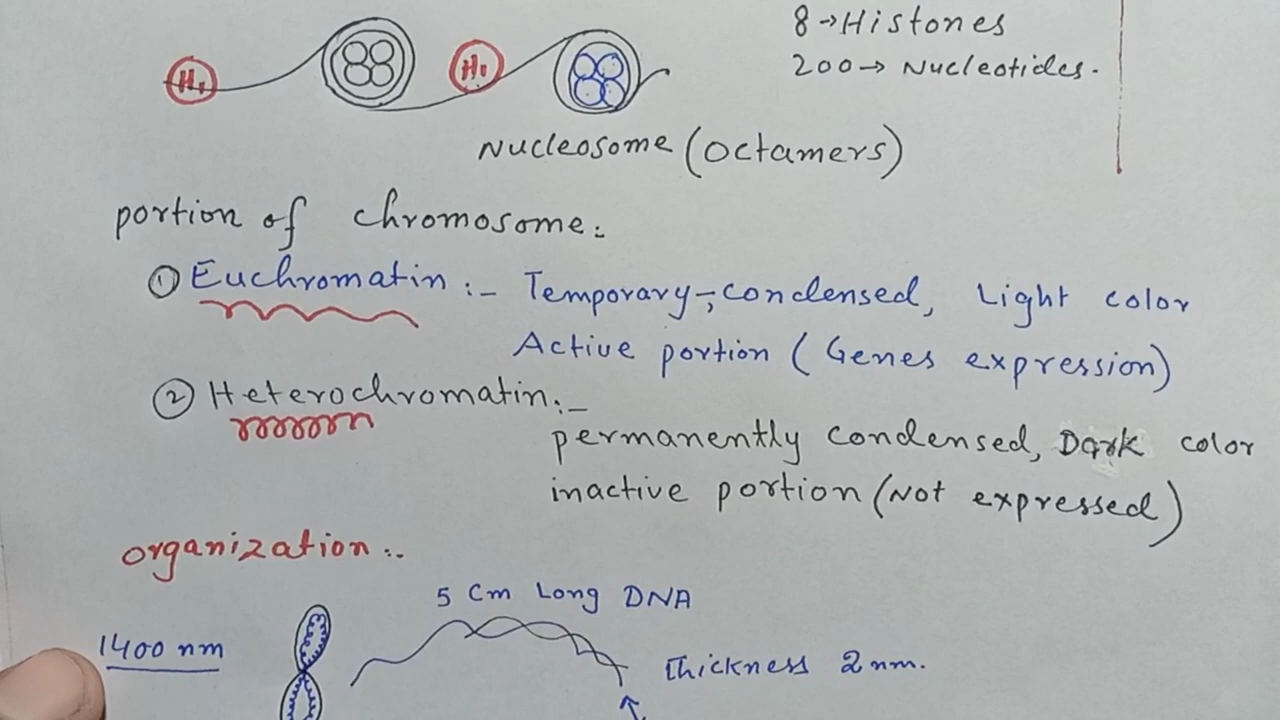 8→Histones
200→Nucleotides.
H1 H1
Nucleosome (Octamers)
portion of chromosome:
① Euchromatin :- Temporary-;condensed, Light color
Active portion (Genes expression)
② Heterochromatin:-
permanently condensed, Dark color
inactive portion (Not expressed)
organization:.
5 Cm Long DNA
1400 nm
Thickness 2 nm.